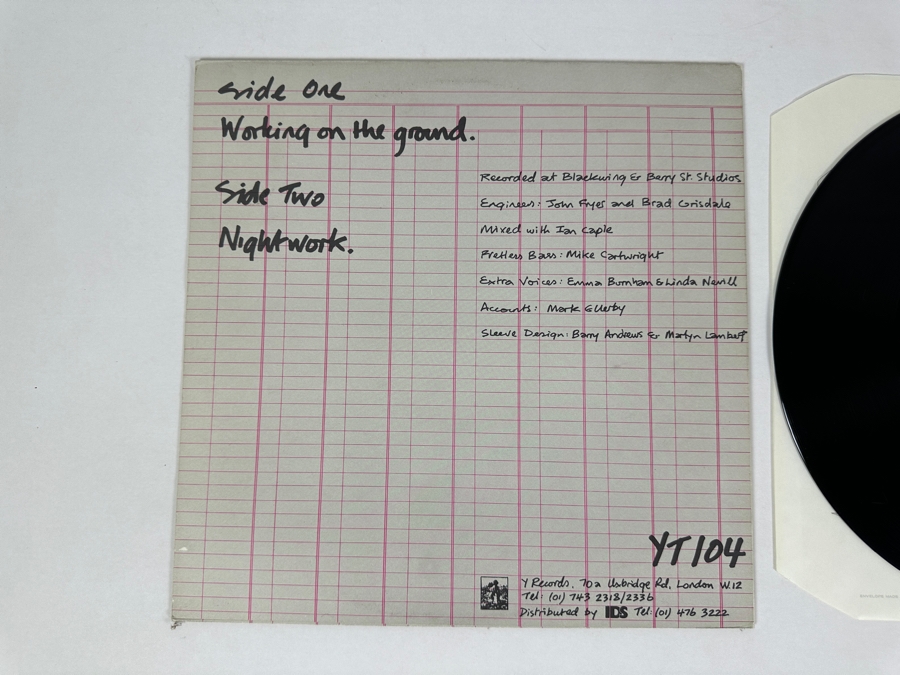 Side One
Working on the ground.
Side Two
Nightwork.
Recorded at Blackwing & Berry St. Studios
Engineers: John Fryer and Brad Grisdale
Mixed with Ian Caple
Fretless Bass: Mike Cartwright
Extra Voices: Emma Burnham & Linda Nevill
Accounts: Mark Ellerby
Sleeve Design: Barry Andrews & Martyn Lambert
YT104
Y Records, 70a Uxbridge Rd, London W.12
Tel: (01) 743 2318/2336
Distributed by IDS Tel: (01) 476 3222